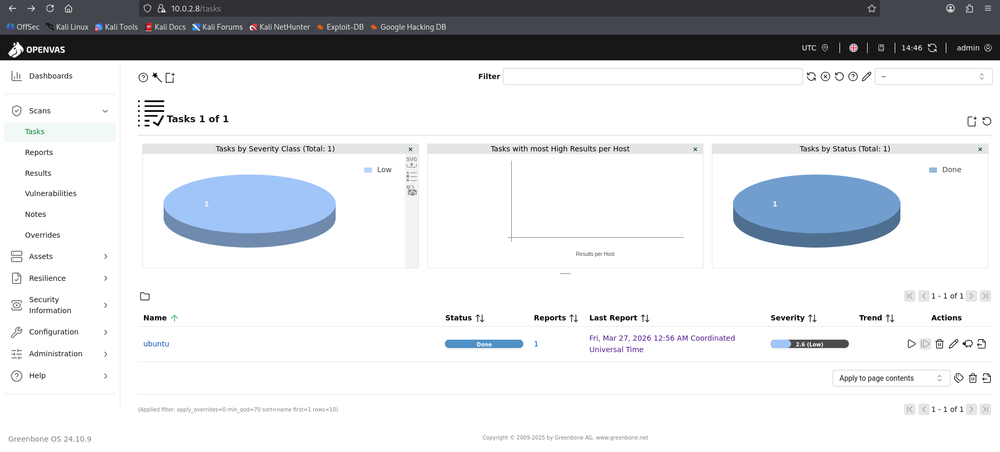 10.0.2.8/tasks
OffSec Kali Linux Kali Tools Kali Docs Kali Forums Kali NetHunter Exploit-DB Google Hacking DB
OPENVAS
UTC 14:46 admin
Dashboards
Scans
Tasks
Reports
Results
Vulnerabilities
Notes
Overrides
Assets
Resilience
Security
Information
Configuration
Administration
Help
Greenbone OS 24.10.9
Filter --
Tasks 1 of 1
Tasks by Severity Class (Total: 1) ×
SVG
Low
1
Tasks with most High Results per Host ×
Results per Host
Tasks by Status (Total: 1) ×
Done
1
1 - 1 of 1
Name Status Reports Last Report Severity Trend Actions
ubuntu Done 1 Fri, Mar 27, 2026 12:56 AM Coordinated 2.6 (Low)
Universal Time
Apply to page contents
(Applied filter: apply_overrides=0 min_qod=70 sort=name first=1 rows=10) 1 - 1 of 1
Copyright © 2009-2025 by Greenbone AG, www.greenbone.net